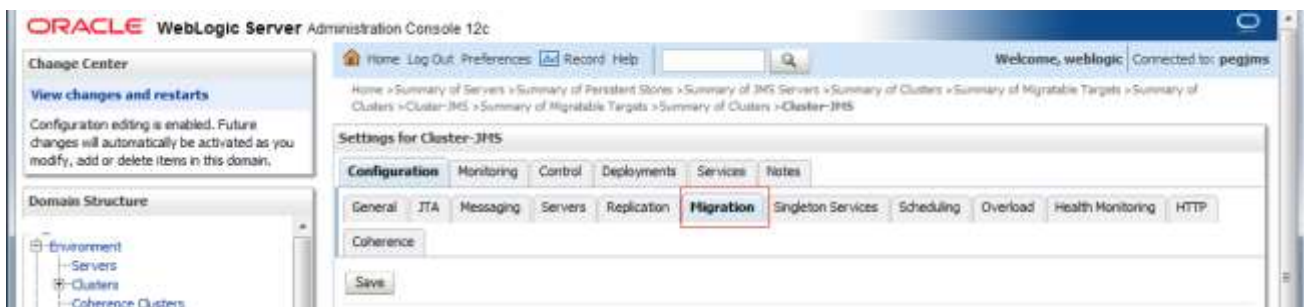 ORACLE WebLogic Server Administration Console 12c
Change Center
View changes and restarts
Configuration editing is enabled. Future
changes will automatically be activated as you
modify, add or delete items in this domain.
Domain Structure
Environment
Servers
Clusters
Coherence Clusters
Home Log Out Preferences Record Help
Welcome, weblogic Connected to: pegjms
Home >Summary of Servers >Summary of Persistent Stores >Summary of JMS Servers >Summary of Clusters >Summary of Migratable Targets >Summary of
Clusters >Cluster-JMS >Summary of Migratable Targets >Summary of Clusters >Cluster-JMS
Settings for Cluster-JMS
Configuration Monitoring Control Deployments Services Notes
General JTA Messaging Servers Replication Migration Singleton Services Scheduling Overload Health Monitoring HTTP
Coherence
Save